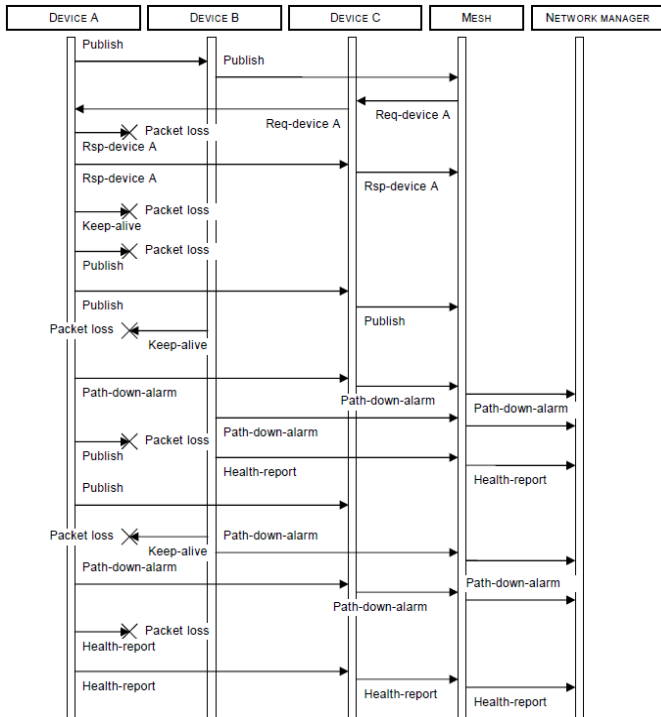 DEVICE A DEVICE B DEVICE C MESH NETWORK MANAGER
Publish
Publish
Req-device A
Req-device A
Packet loss
Rsp-device A
Rsp-device A
Rsp-device A
Packet loss
Keep-alive
Packet loss
Publish
Publish
Publish
Packet loss
Keep-alive
Path-down-alarm
Path-down-alarm
Path-down-alarm
Path-down-alarm
Packet loss
Publish
Health-report
Health-report
Publish
Packet loss
Path-down-alarm
Keep-alive
Path-down-alarm
Path-down-alarm
Path-down-alarm
Packet loss
Health-report
Health-report
Health-report
Health-report